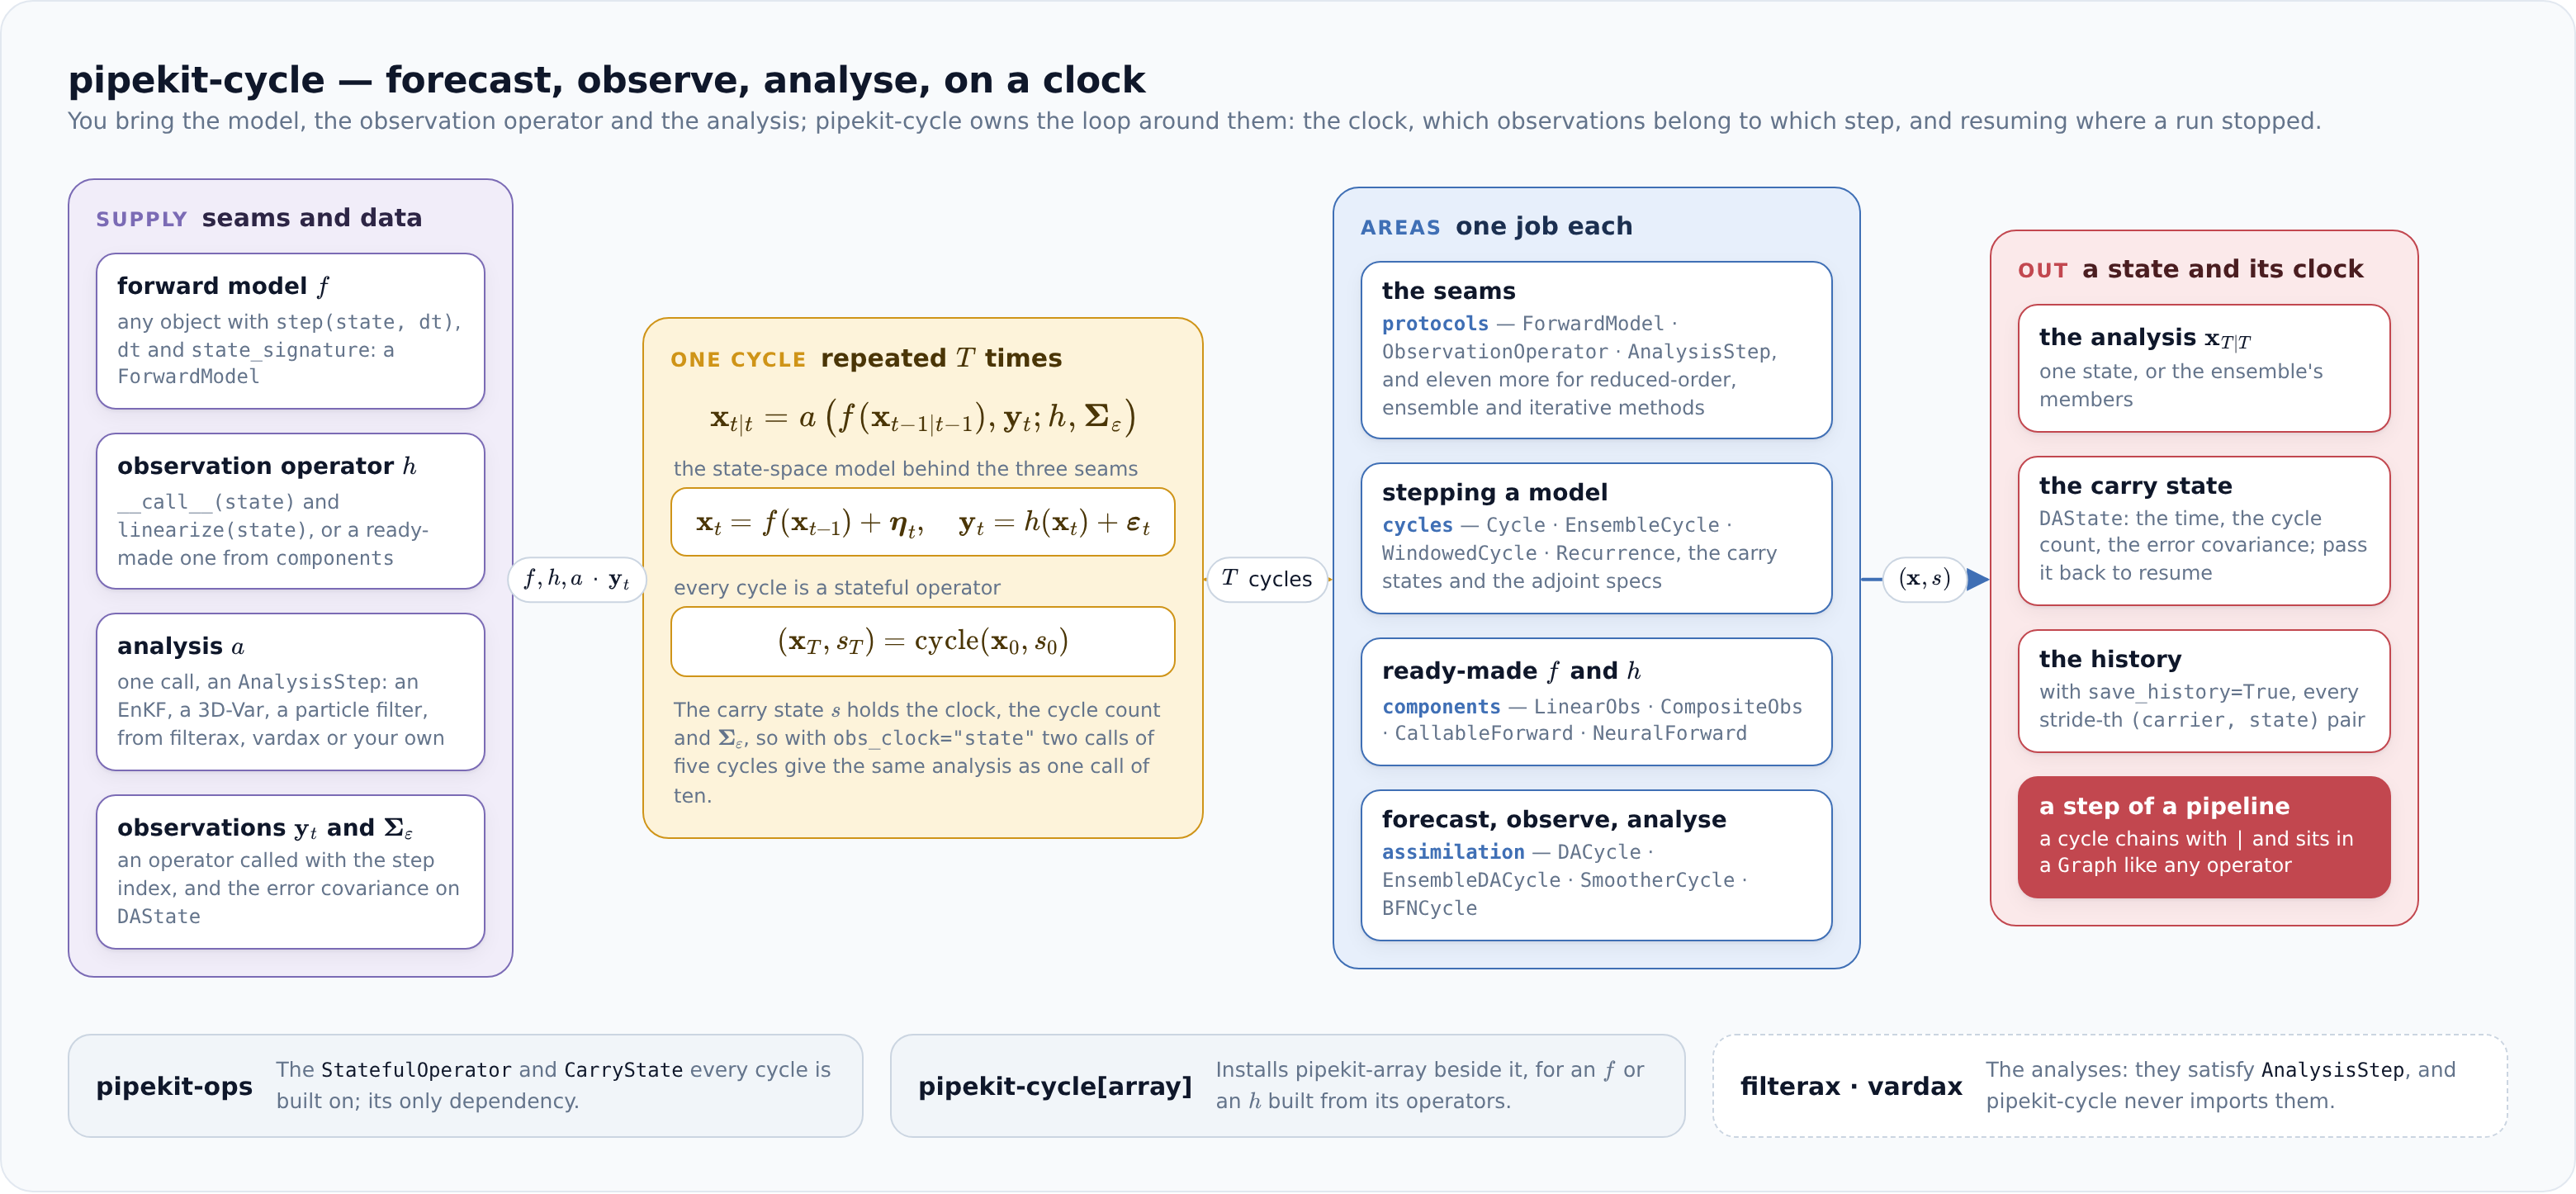 pipekit-cycle — forecast, observe, analyse, on a clock
You bring the model, the observation operator and the analysis; pipekit-cycle owns the loop around them: the clock, which observations belong to which step, and resuming where a run stopped.
SUPPLY seams and data
forward model f
any object with step(state, dt),
dt and state_signature: a
ForwardModel
observation operator h
__call__(state) and
linearize(state), or a ready-
made one from components
analysis a
one call, an AnalysisStep: an
EnKF, a 3D-Var, a particle filter,
from filterax, vardax or your own
observations y_t and Σ_ε
an operator called with the step
index, and the error covariance on
DAState
f, h, a · y_t
ONE CYCLE repeated T times
x_{t|t} = a (f(x_{t−1|t−1}), y_t; h, Σ_ε)
the state-space model behind the three seams
x_t = f(x_{t−1}) + η_t, y_t = h(x_t) + ε_t
every cycle is a stateful operator
(x_T, s_T) = cycle(x_0, s_0)
The carry state s holds the clock, the cycle count
and Σ_ε, so with obs_clock="state" two calls of
five cycles give the same analysis as one call of
ten.
T cycles
AREAS one job each
the seams
protocols — ForwardModel ·
ObservationOperator · AnalysisStep,
and eleven more for reduced-order,
ensemble and iterative methods
stepping a model
cycles — Cycle · EnsembleCycle ·
WindowedCycle · Recurrence, the carry
states and the adjoint specs
ready-made f and h
components — LinearObs · CompositeObs
· CallableForward · NeuralForward
forecast, observe, analyse
assimilation — DACycle ·
EnsembleDACycle · SmootherCycle ·
BFNCycle
(x, s)
OUT a state and its clock
the analysis x_{T|T}
one state, or the ensemble's
members
the carry state
DAState: the time, the cycle
count, the error covariance; pass
it back to resume
the history
with save_history=True, every
stride-th (carrier, state) pair
a step of a pipeline
a cycle chains with | and sits in
a Graph like any operator
pipekit-ops
The StatefulOperator and CarryState every cycle is
built on; its only dependency.
pipekit-cycle[array]
Installs pipekit-array beside it, for an f or
an h built from its operators.
filterax · vardax
The analyses: they satisfy AnalysisStep, and
pipekit-cycle never imports them.